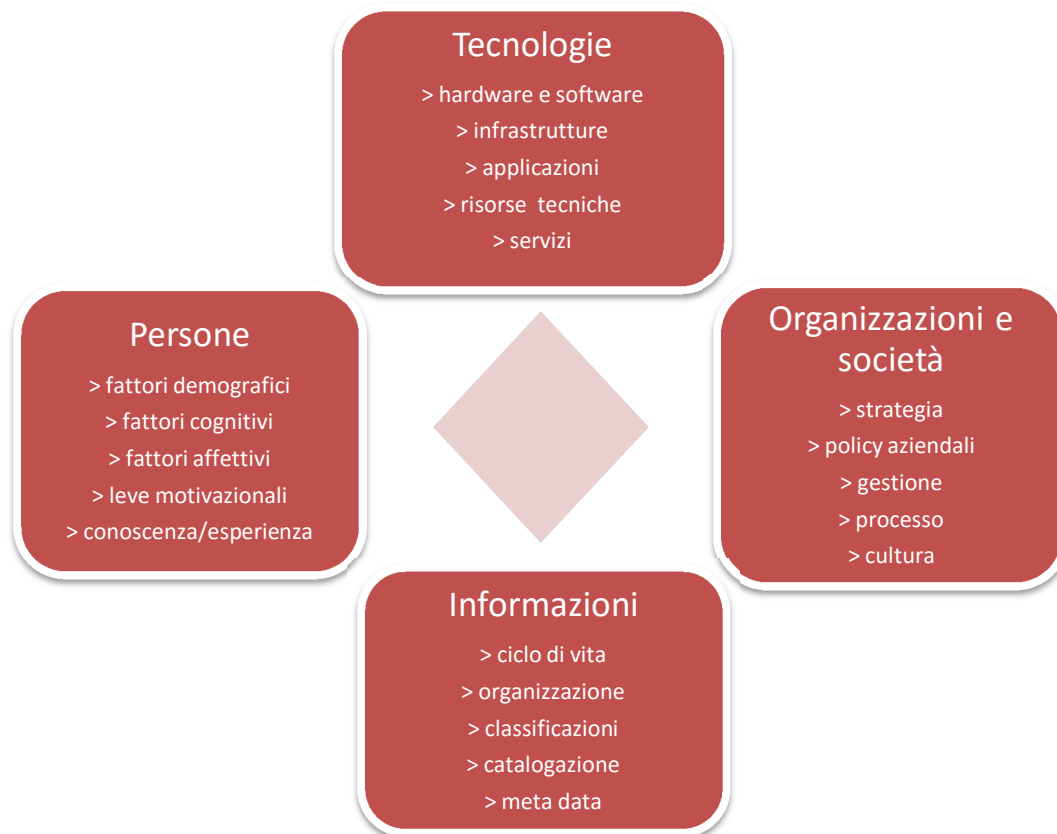 Tecnologie
> hardware e software
> infrastrutture
> applicazioni
> risorse tecniche
> servizi
Persone
> fattori demografici
> fattori cognitivi
> fattori affettivi
> leve motivazionali
> conoscenza/esperienza
Organizzazioni e
società
> strategia
> policy aziendali
> gestione
> processo
> cultura
Informazioni
> ciclo di vita
> organizzazione
> classificazioni
> catalogazione
> meta data